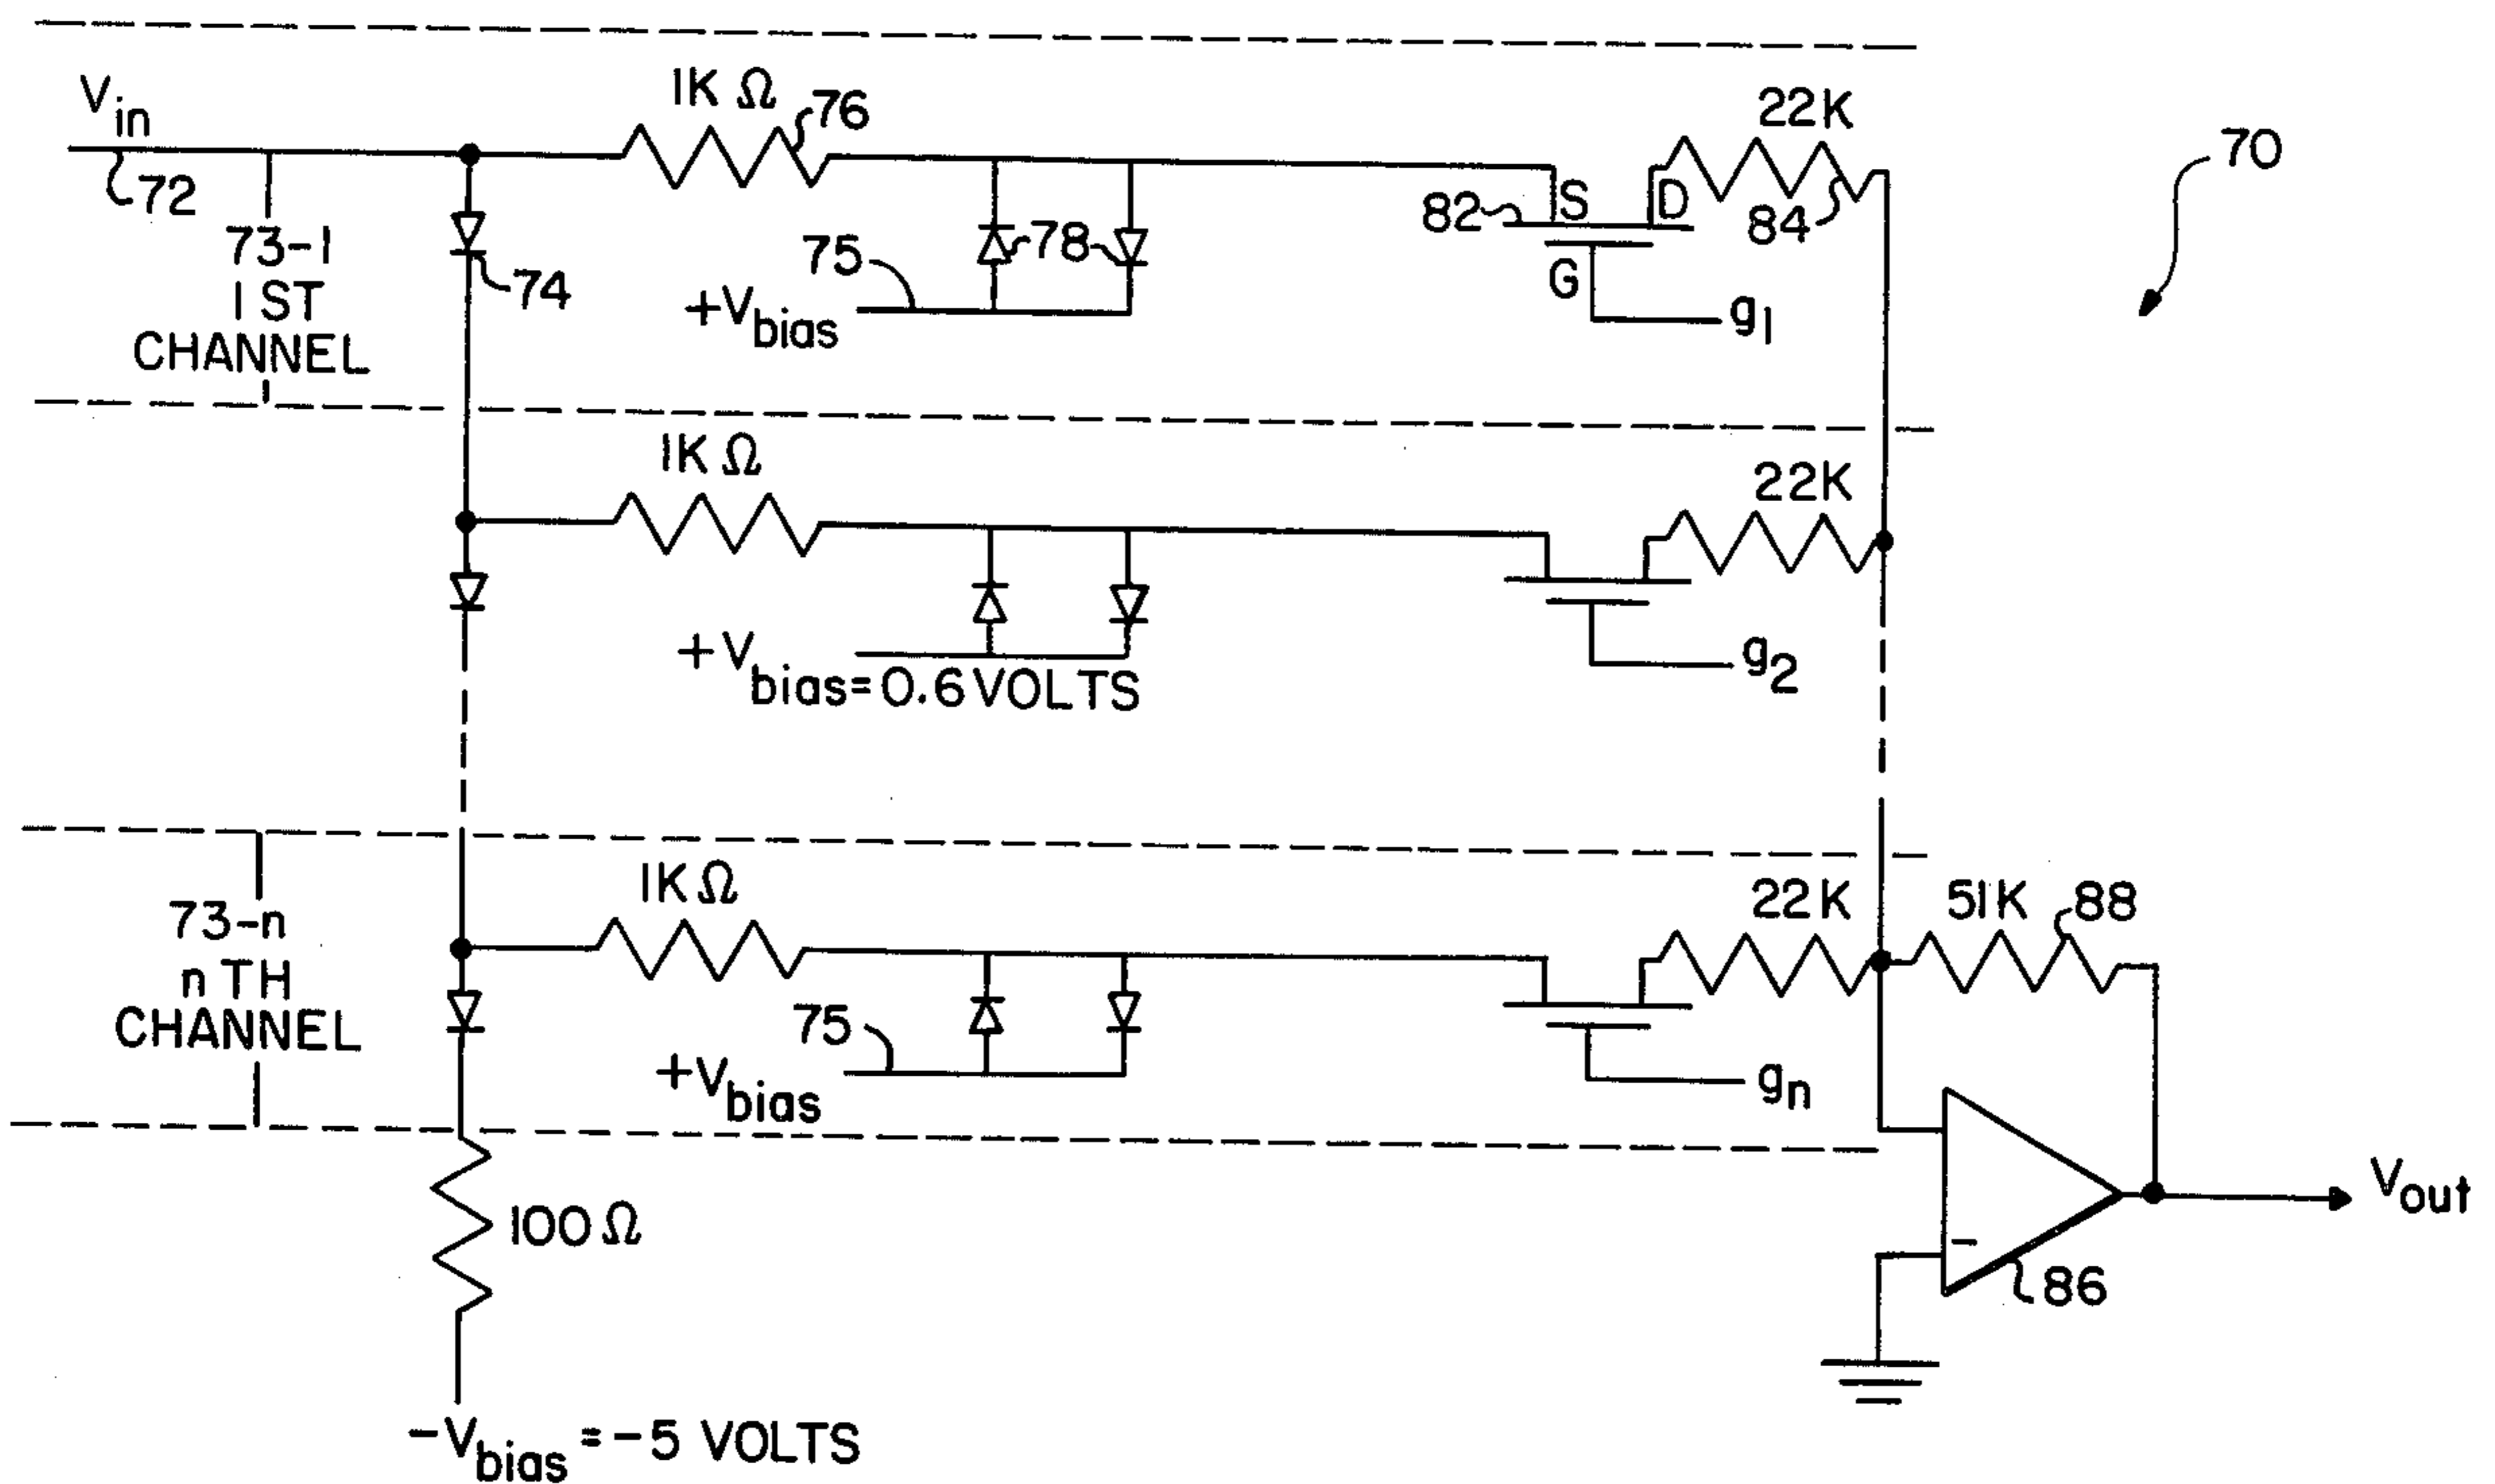 Vin
72
73-1
1 ST
CHANNEL
74
1K Ω
76
75
78
+Vbias
82
S
D
G
g1
22K
84
70
1K Ω
+Vbias=0.6 VOLTS
22K
g2
73-n
n TH
CHANNEL
1K Ω
75
+Vbias
22K
gn
51K
88
-
86
Vout
100 Ω
-Vbias = -5 VOLTS